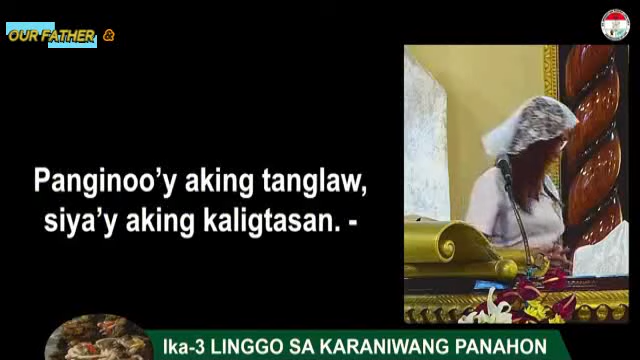 OUR FATHER &
Panginoo'y aking tanglaw,
siya'y aking kaligtasan. -
Ika-3 LINGGO SA KARANIWANG PANAHON